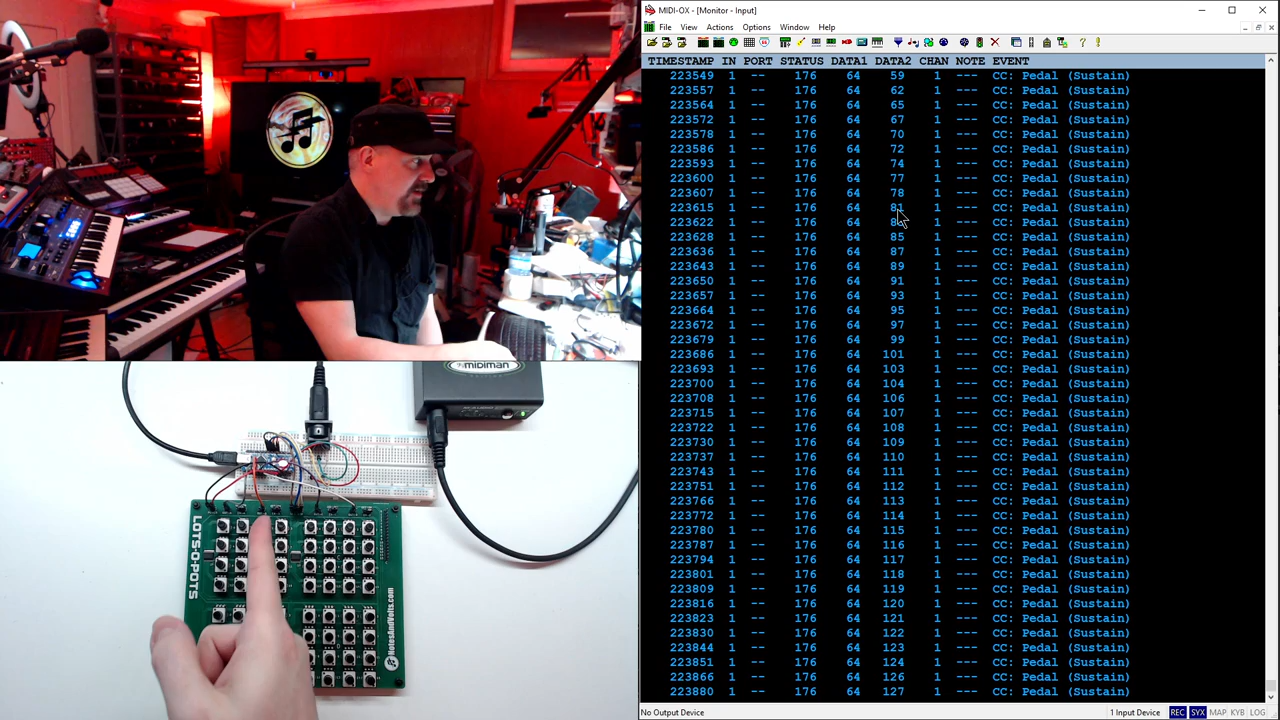 MIDI-OX - [Monitor - Input]
File View Actions Options Window Help
TIMESTAMP IN PORT STATUS DATA1 DATA2 CHAN NOTE EVENT
223549 1 -- 176 64 59 1 --- CC: Pedal (Sustain)
223557 1 -- 176 64 62 1 --- CC: Pedal (Sustain)
223564 1 -- 176 64 65 1 --- CC: Pedal (Sustain)
223572 1 -- 176 64 67 1 --- CC: Pedal (Sustain)
223578 1 -- 176 64 70 1 --- CC: Pedal (Sustain)
223586 1 -- 176 64 72 1 --- CC: Pedal (Sustain)
223593 1 -- 176 64 74 1 --- CC: Pedal (Sustain)
223600 1 -- 176 64 77 1 --- CC: Pedal (Sustain)
223607 1 -- 176 64 78 1 --- CC: Pedal (Sustain)
223615 1 -- 176 64 81 1 --- CC: Pedal (Sustain)
223622 1 -- 176 64 1 --- CC: Pedal (Sustain)
223628 1 -- 176 64 85 1 --- CC: Pedal (Sustain)
223636 1 -- 176 64 87 1 --- CC: Pedal (Sustain)
223643 1 -- 176 64 89 1 --- CC: Pedal (Sustain)
223650 1 -- 176 64 91 1 --- CC: Pedal (Sustain)
223657 1 -- 176 64 93 1 --- CC: Pedal (Sustain)
223664 1 -- 176 64 95 1 --- CC: Pedal (Sustain)
223672 1 -- 176 64 97 1 --- CC: Pedal (Sustain)
223679 1 -- 176 64 99 1 --- CC: Pedal (Sustain)
223686 1 -- 176 64 101 1 --- CC: Pedal (Sustain)
223693 1 -- 176 64 103 1 --- CC: Pedal (Sustain)
223700 1 -- 176 64 104 1 --- CC: Pedal (Sustain)
223708 1 -- 176 64 106 1 --- CC: Pedal (Sustain)
223715 1 -- 176 64 107 1 --- CC: Pedal (Sustain)
223722 1 -- 176 64 108 1 --- CC: Pedal (Sustain)
223730 1 -- 176 64 109 1 --- CC: Pedal (Sustain)
223737 1 -- 176 64 110 1 --- CC: Pedal (Sustain)
223743 1 -- 176 64 111 1 --- CC: Pedal (Sustain)
223751 1 -- 176 64 112 1 --- CC: Pedal (Sustain)
223766 1 -- 176 64 113 1 --- CC: Pedal (Sustain)
223772 1 -- 176 64 114 1 --- CC: Pedal (Sustain)
223780 1 -- 176 64 115 1 --- CC: Pedal (Sustain)
223787 1 -- 176 64 116 1 --- CC: Pedal (Sustain)
223794 1 -- 176 64 117 1 --- CC: Pedal (Sustain)
223801 1 -- 176 64 118 1 --- CC: Pedal (Sustain)
223809 1 -- 176 64 119 1 --- CC: Pedal (Sustain)
223816 1 -- 176 64 120 1 --- CC: Pedal (Sustain)
223823 1 -- 176 64 121 1 --- CC: Pedal (Sustain)
223830 1 -- 176 64 122 1 --- CC: Pedal (Sustain)
223844 1 -- 176 64 123 1 --- CC: Pedal (Sustain)
223851 1 -- 176 64 124 1 --- CC: Pedal (Sustain)
223866 1 -- 176 64 126 1 --- CC: Pedal (Sustain)
223880 1 -- 176 64 127 1 --- CC: Pedal (Sustain)
No Output Device 1 Input Device REC SYX MAP KYB LOG
midiman
LOTS-O-POTS
NotesAndVolts.com